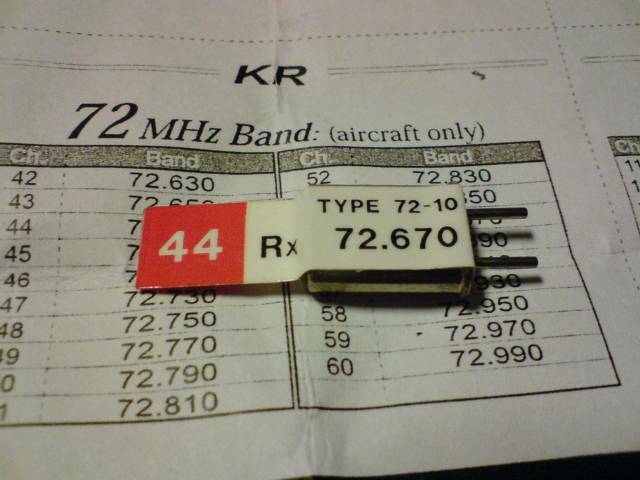 KR
72 MHz Band: (aircraft only)
Ch. Band Ch. Band
42 72.630 52 72.830
43
44
45
46
47 72.730
48 72.750 58 72.950
49 72.770 59 72.970
72.790 60 72.990
72.810
44 Rx TYPE 72-10
72.670